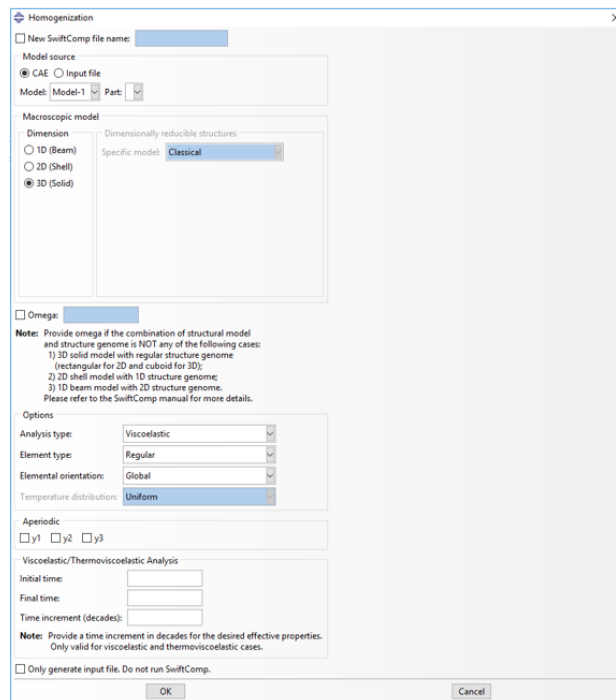 Homogenization
New SwiftComp file name:
Model source
CAE Input file
Model: Model-1 Part:
Macroscopic model
Dimension
1D (Beam)
2D (Shell)
3D (Solid)
Dimensionally reducible structures
Specific model: Classical
Omega:
Note: Provide omega if the combination of structural model
and structure genome is NOT any of the following cases:
1) 3D solid model with regular structure genome
(rectangular for 2D and cuboid for 3D);
2) 2D shell model with 1D structure genome;
3) 1D beam model with 2D structure genome.
Please refer to the SwiftComp manual for more details.
Options
Analysis type: Viscoelastic
Element type: Regular
Elemental orientation: Global
Temperature distribution: Uniform
Aperiodic
y1 y2 y3
Viscoelastic/Thermoviscoelastic Analysis
Initial time:
Final time:
Time increment (decades):
Note: Provide a time increment in decades for the desired effective properties.
Only valid for viscoelastic and thermoviscoelastic cases.
Only generate input file. Do not run SwiftComp.
OK Cancel